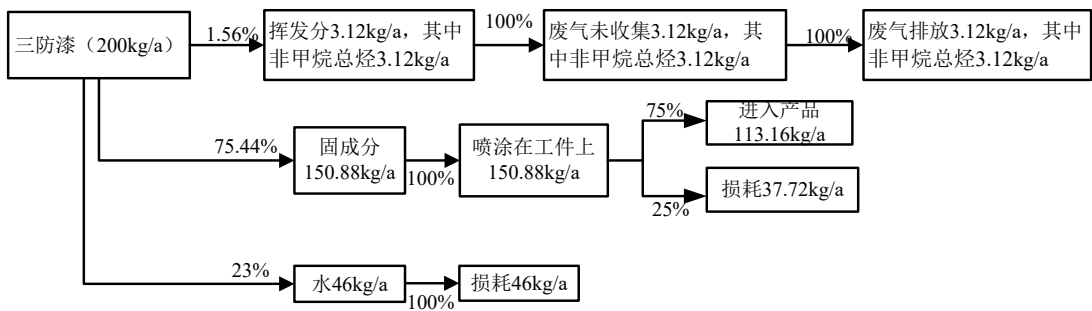 三防漆（200kg/a）
1.56%
挥发分3.12kg/a，其中
非甲烷总烃3.12kg/a
100%
废气未收集3.12kg/a，其
中非甲烷总烃3.12kg/a
100%
废气排放3.12kg/a，其中
非甲烷总烃3.12kg/a
75.44%
固成分
150.88kg/a
100%
喷涂在工件上
150.88kg/a
75%
进入产品
113.16kg/a
25%
损耗37.72kg/a
23%
水46kg/a
100%
损耗46kg/a